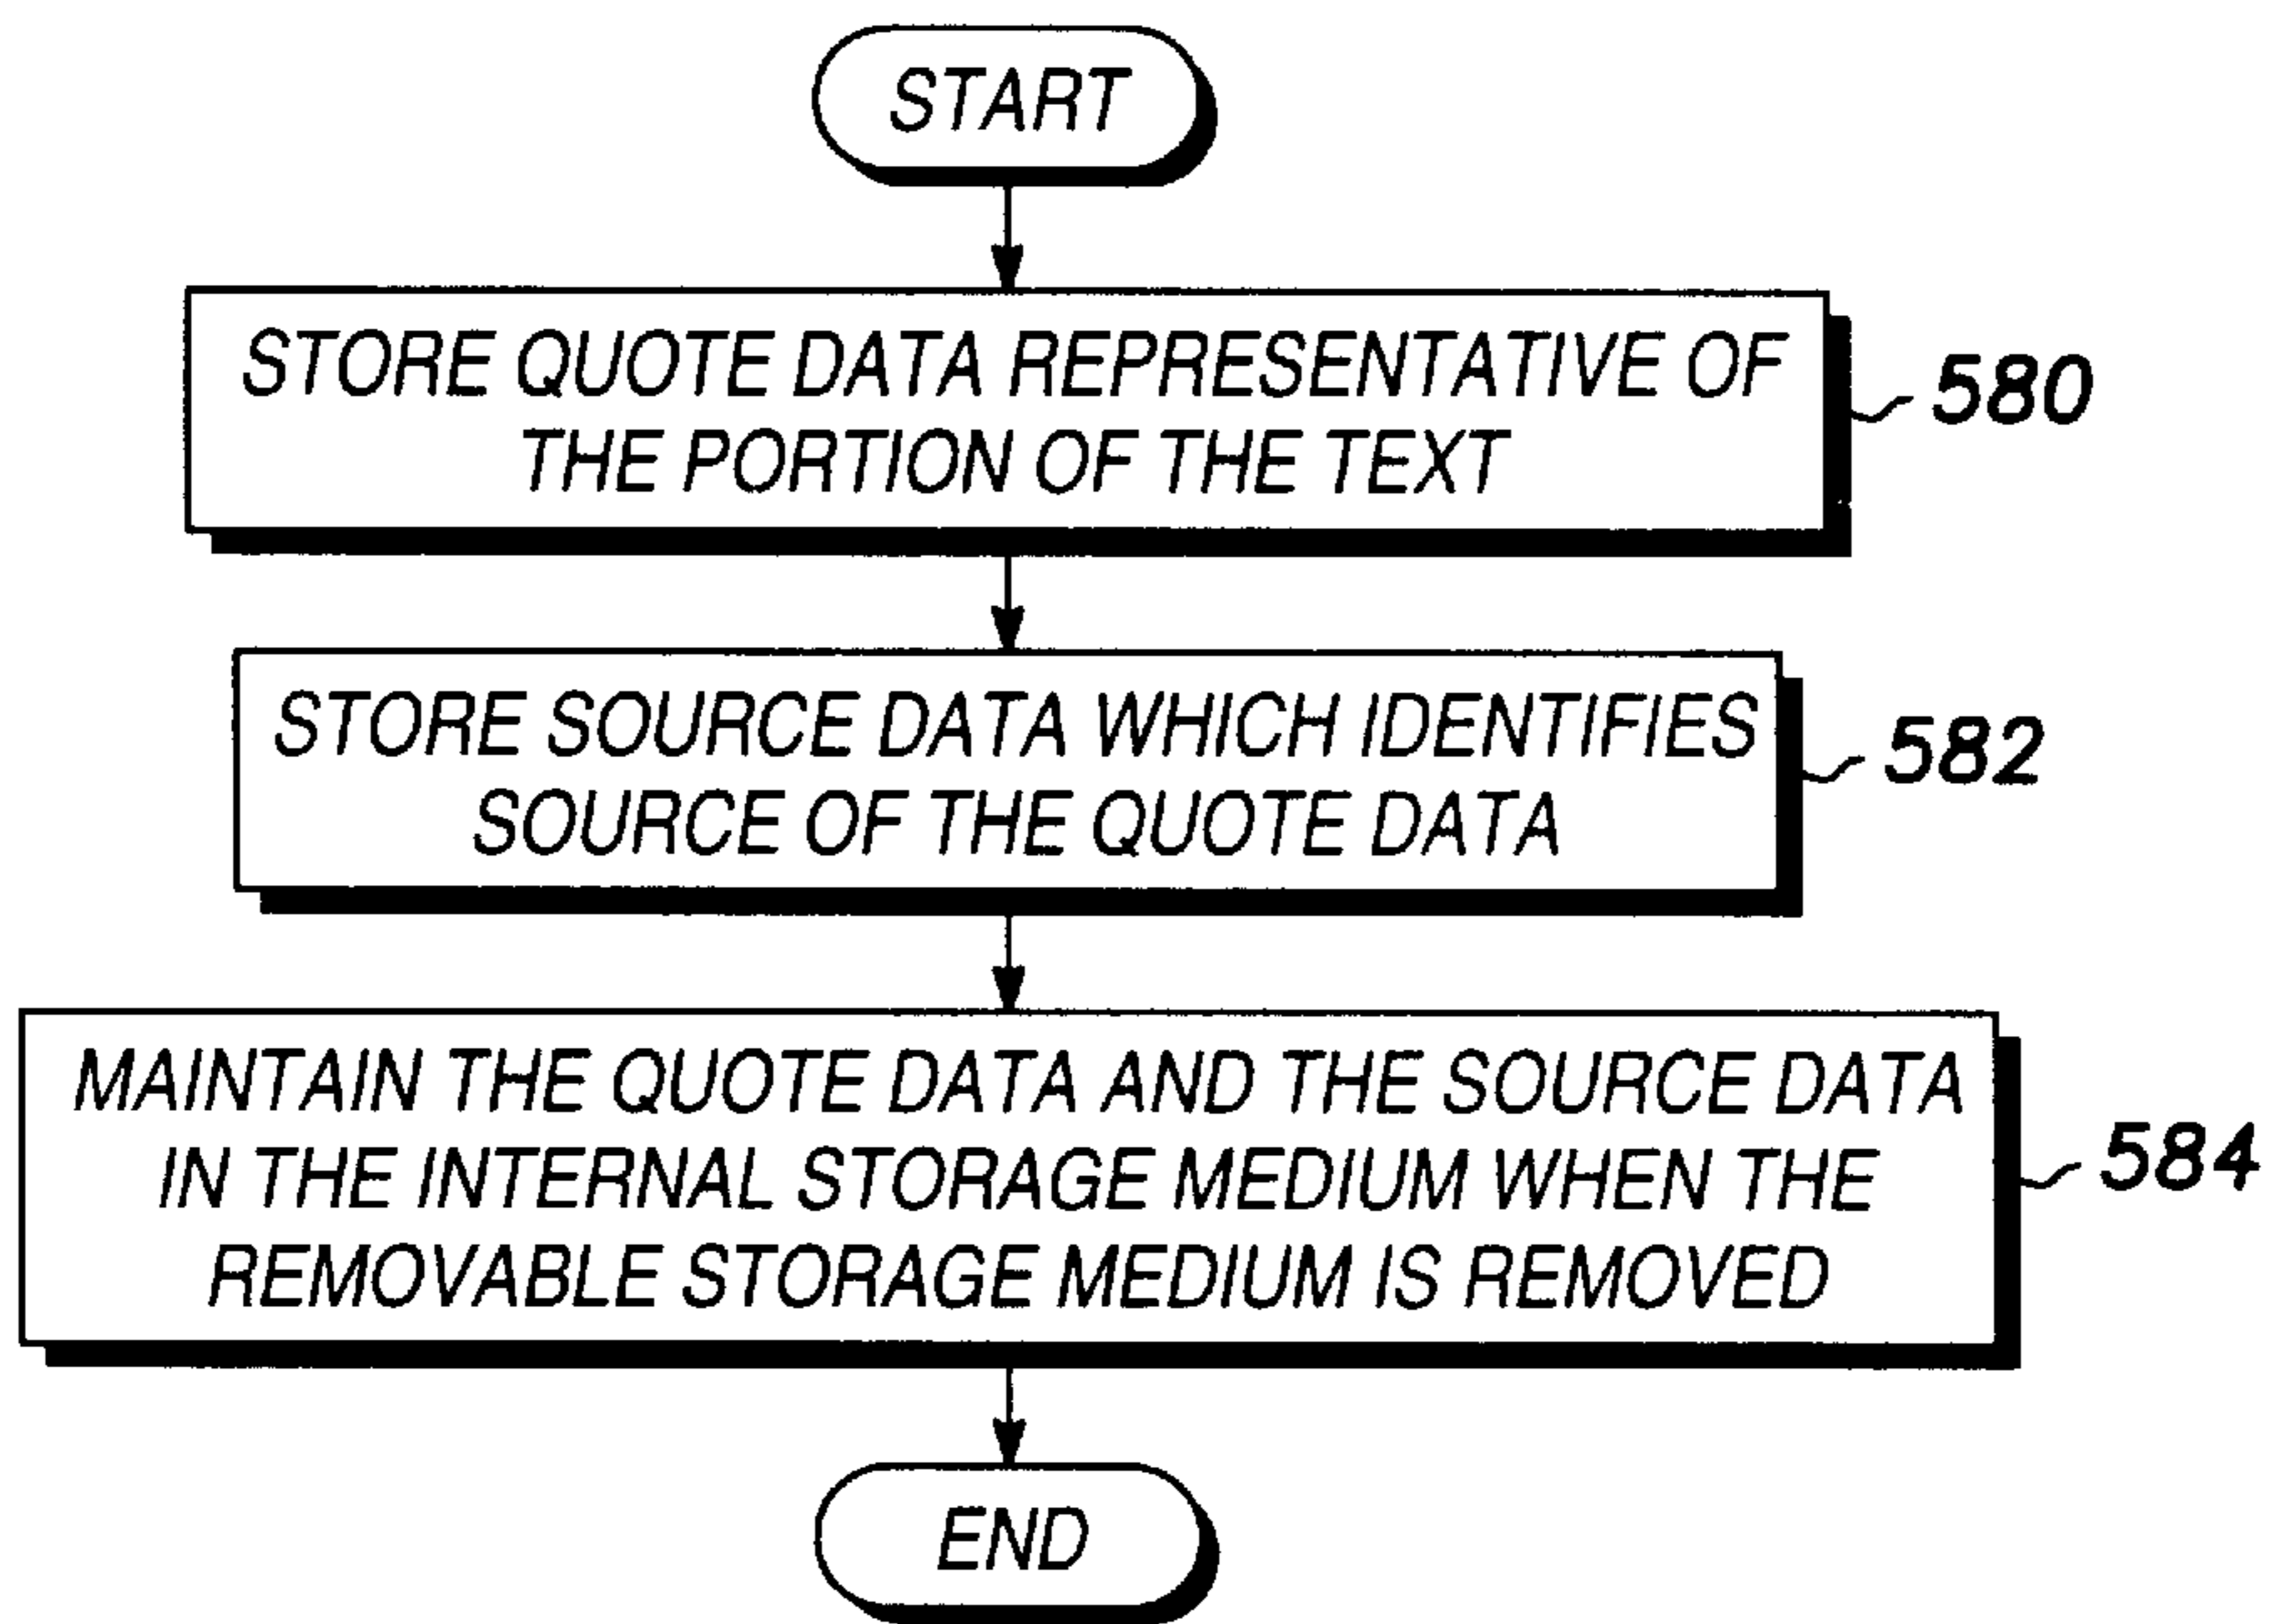 START
STORE QUOTE DATA REPRESENTATIVE OF
THE PORTION OF THE TEXT
580
STORE SOURCE DATA WHICH IDENTIFIES
SOURCE OF THE QUOTE DATA
582
MAINTAIN THE QUOTE DATA AND THE SOURCE DATA
IN THE INTERNAL STORAGE MEDIUM WHEN THE
REMOVABLE STORAGE MEDIUM IS REMOVED
584
END